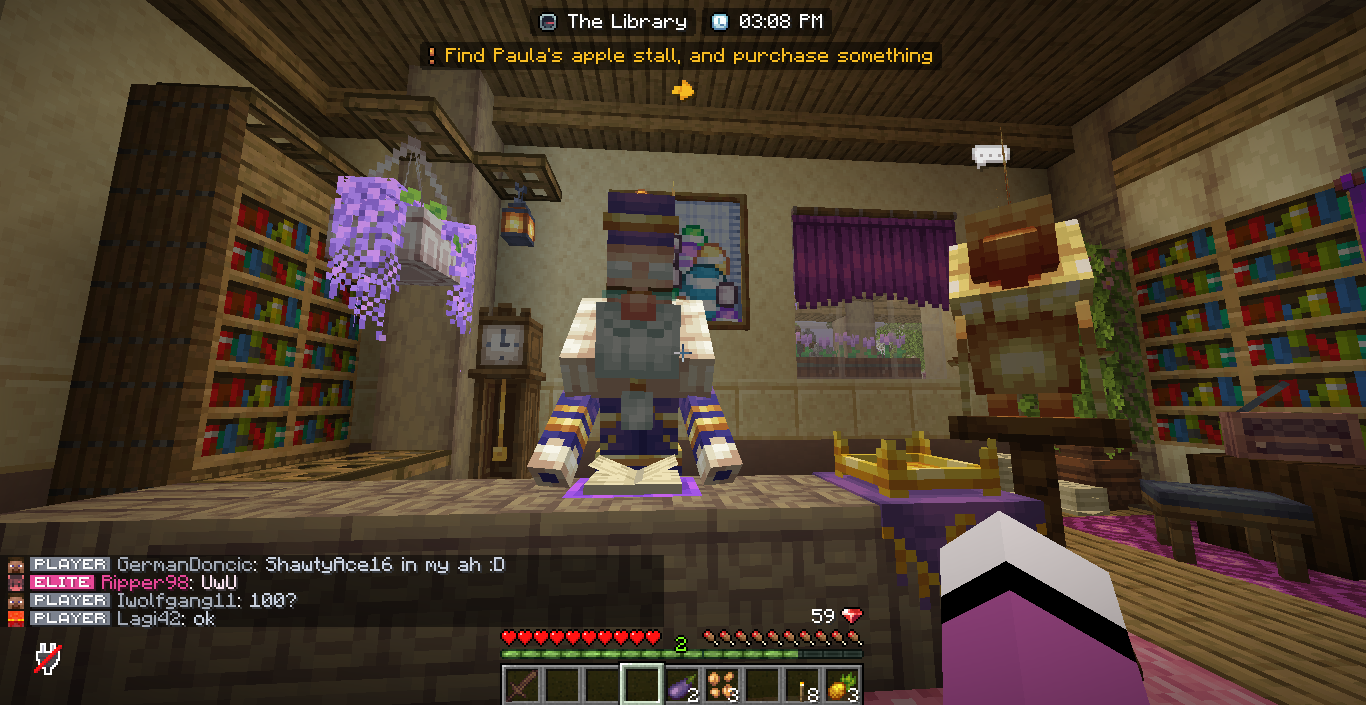 The Library 03:08 PM
! Find Paula's apple stall, and purchase something
PLAYER GermanDoncic: ShawtyAce16 in my ah :D
ELITE Ripper98: UwU
PLAYER Iwolfgang11: 100?
PLAYER Lagi42: ok
59
2
2 3 8 3